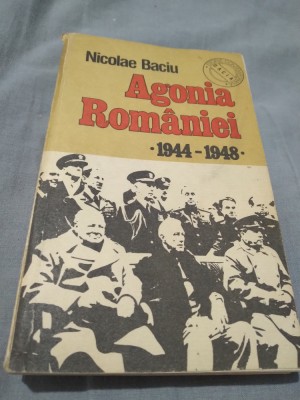 Nicolae Baciu
Agonia
României
·1944-1948·